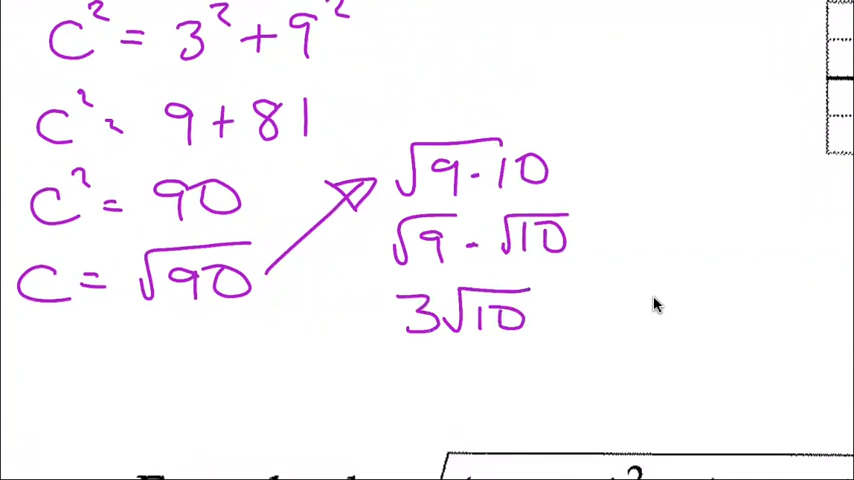 c² = 3² + 9²
c² = 9 + 81
c² = 90
c = √90
√9·10
√9 · √10
3√10